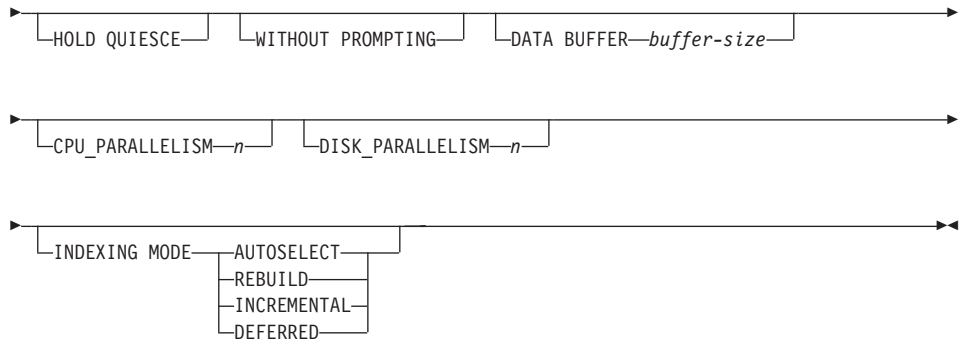 HOLD QUIESCE WITHOUT PROMPTING DATA BUFFER buffer-size
CPU_PARALLELISM n DISK_PARALLELISM n
INDEXING MODE AUTOSELECT
REBUILD
INCREMENTAL
DEFERRED